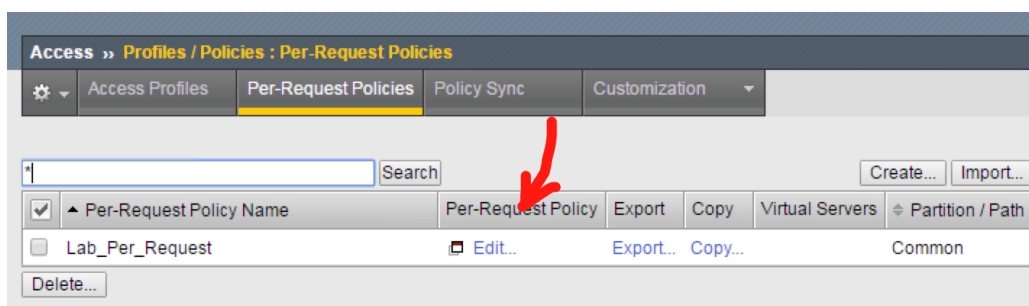 Access » Profiles / Policies : Per-Request Policies
Access Profiles Per-Request Policies Policy Sync Customization
* Search Create... Import...
Per-Request Policy Name Per-Request Policy Export Copy Virtual Servers Partition / Path
Lab_Per_Request Edit... Export... Copy... Common
Delete...